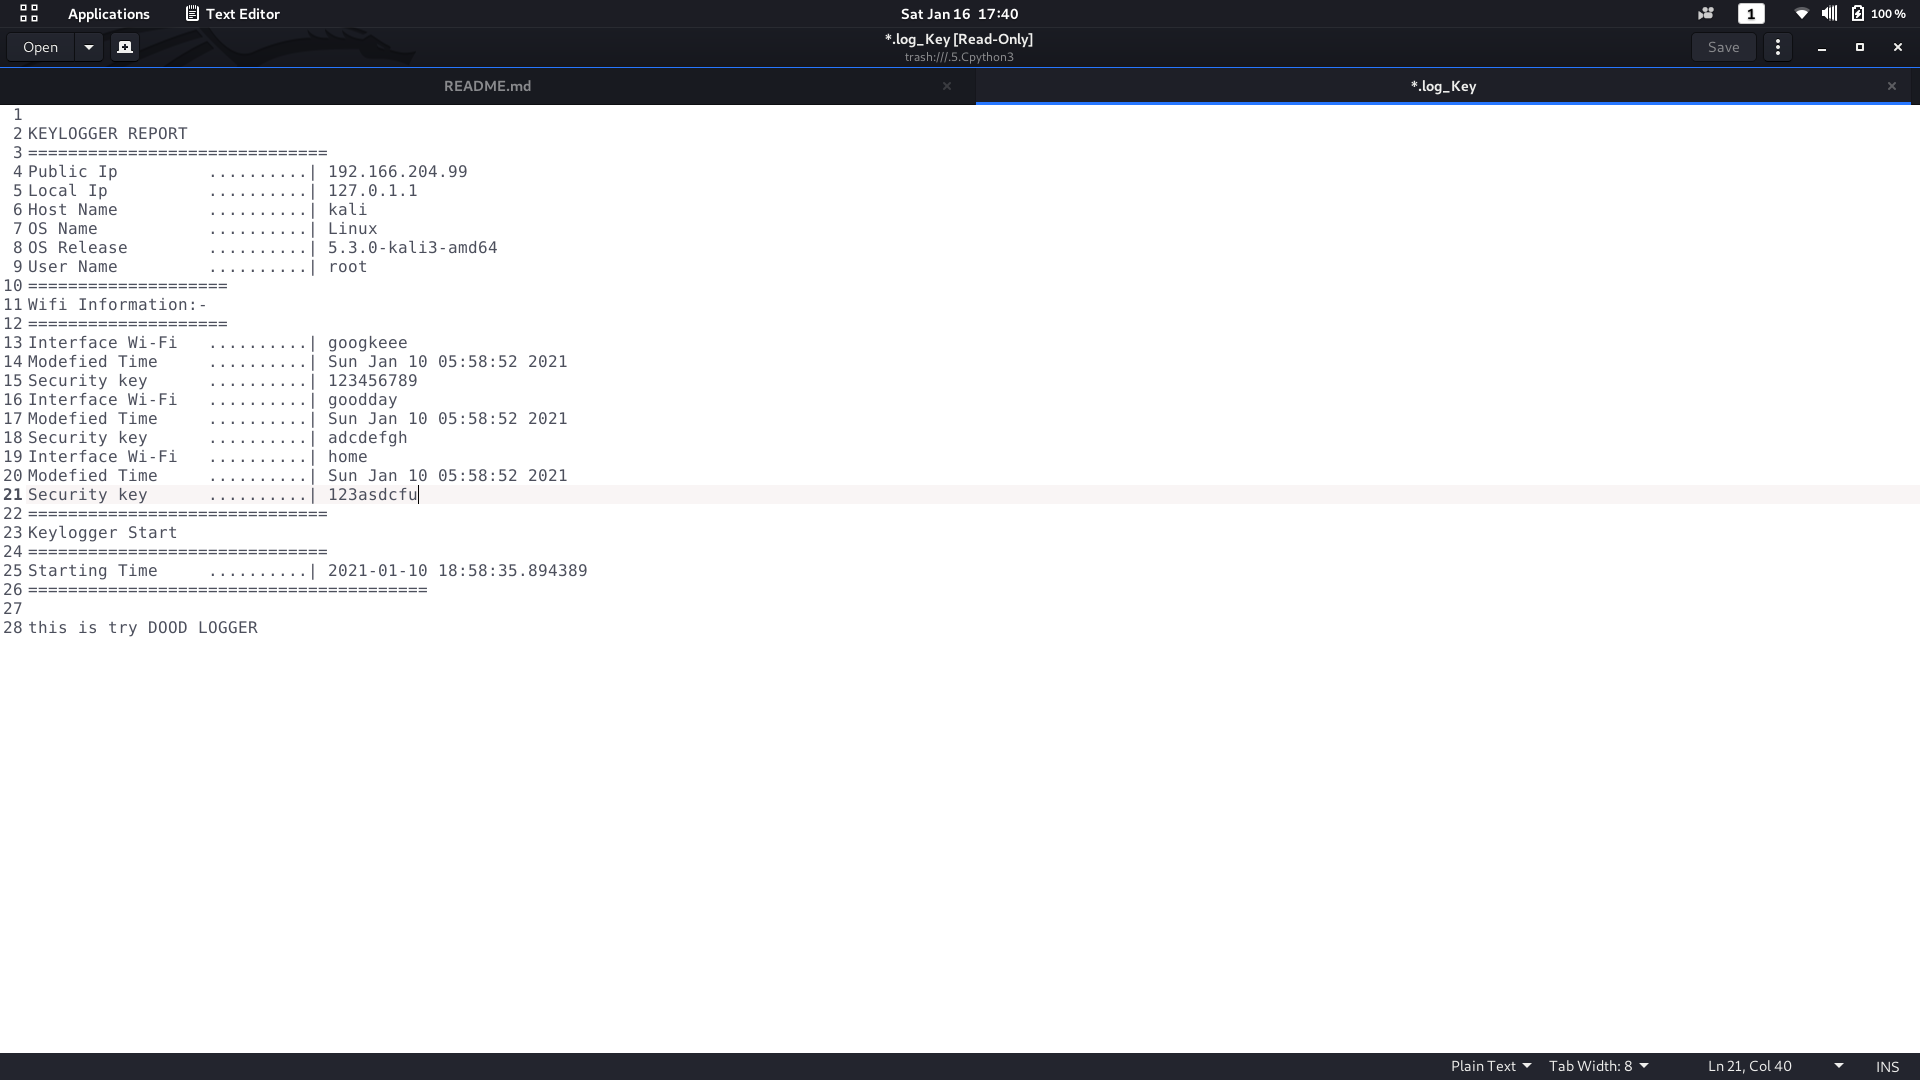 Applications Text Editor Sat Jan 16 17:40 1 100 %
Open *.log_Key [Read-Only] Save
trash:///.5.Cpython3
README.md × *.log_Key ×
1
2 KEYLOGGER REPORT
3 ==============================
4 Public Ip ..........| 192.166.204.99
5 Local Ip ..........| 127.0.1.1
6 Host Name ..........| kali
7 OS Name ..........| Linux
8 OS Release ..........| 5.3.0-kali3-amd64
9 User Name ..........| root
10 ====================
11 Wifi Information:-
12 ====================
13 Interface Wi-Fi ..........| googkeee
14 Modefied Time ..........| Sun Jan 10 05:58:52 2021
15 Security key ..........| 123456789
16 Interface Wi-Fi ..........| goodday
17 Modefied Time ..........| Sun Jan 10 05:58:52 2021
18 Security key ..........| adcdefgh
19 Interface Wi-Fi ..........| home
20 Modefied Time ..........| Sun Jan 10 05:58:52 2021
21 Security key ..........| 123asdcfu
22 ==============================
23 Keylogger Start
24 ==============================
25 Starting Time ..........| 2021-01-10 18:58:35.894389
26 ========================================
27
28 this is try DOOD LOGGER
Plain Text Tab Width: 8 Ln 21, Col 40 INS